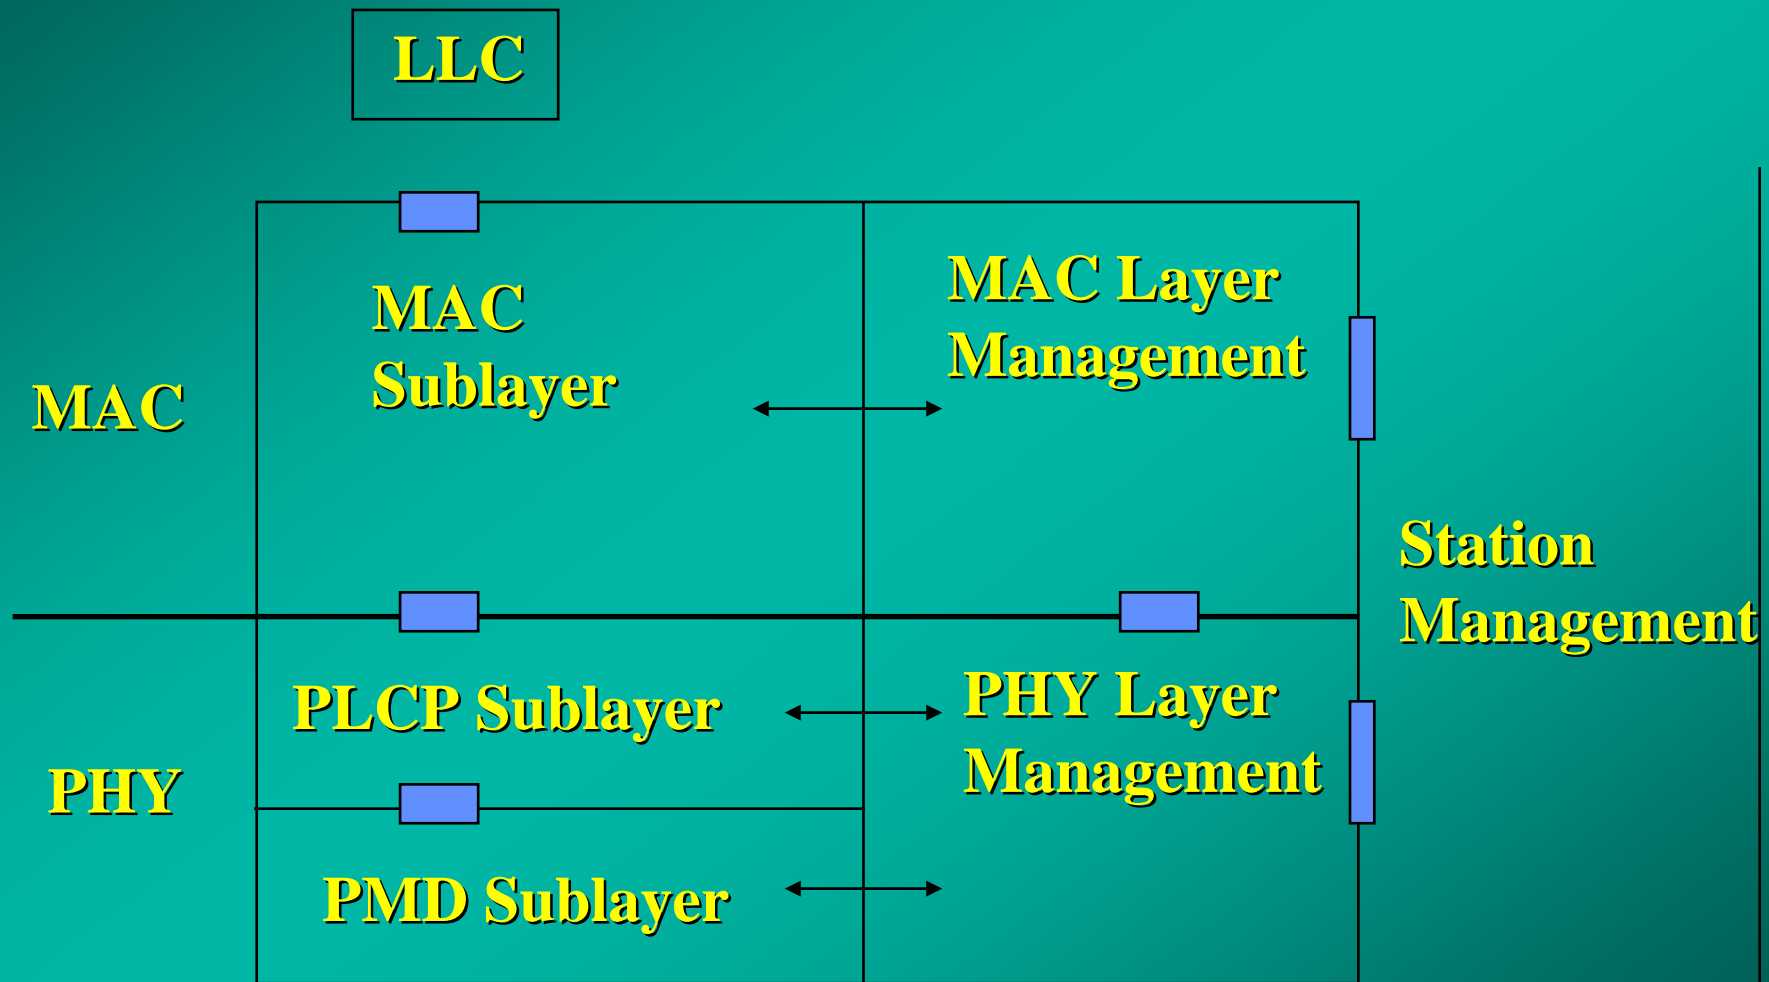 LLC
MAC
MAC
Sublayer
MAC Layer
Management
Station
Management
PHY
PLCP Sublayer
PHY Layer
Management
PMD Sublayer